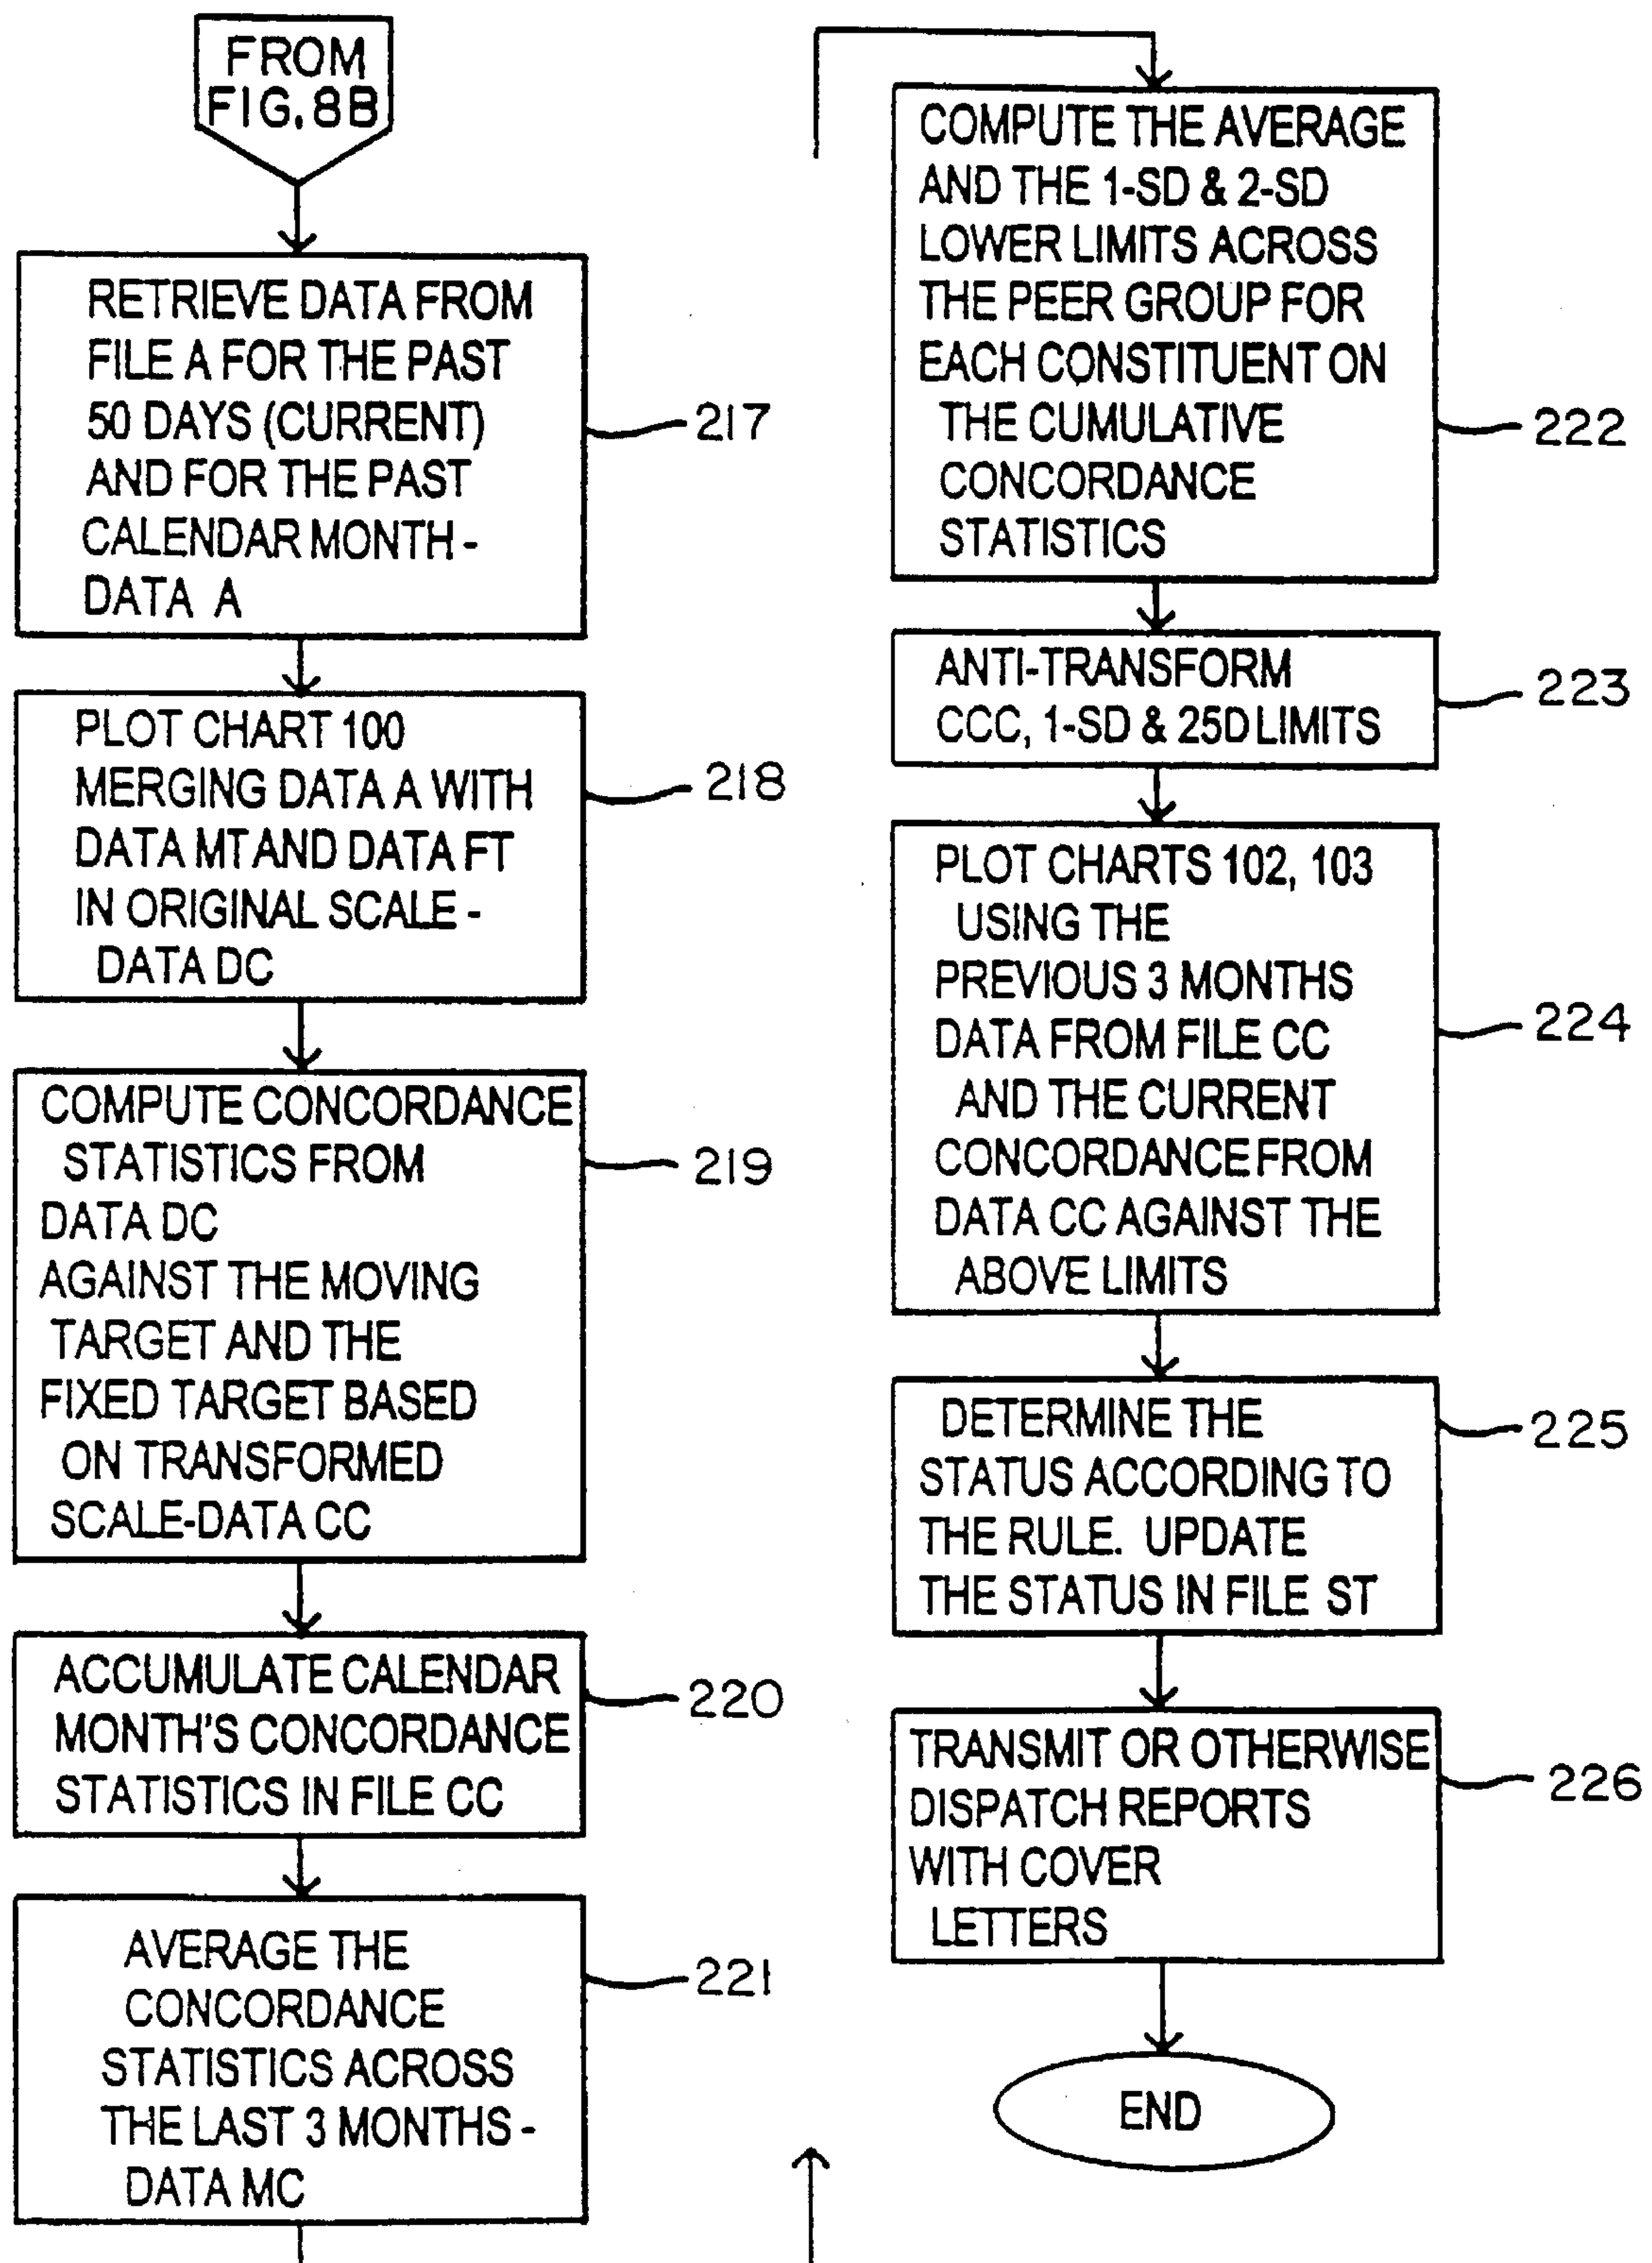 FROM
FIG. 8B
RETRIEVE DATA FROM
FILE A FOR THE PAST
50 DAYS (CURRENT)
AND FOR THE PAST
CALENDAR MONTH -
DATA A
217
PLOT CHART 100
MERGING DATA A WITH
DATA MT AND DATA FT
IN ORIGINAL SCALE -
DATA DC
218
COMPUTE CONCORDANCE
STATISTICS FROM
DATA DC
AGAINST THE MOVING
TARGET AND THE
FIXED TARGET BASED
ON TRANSFORMED
SCALE-DATA CC
219
ACCUMULATE CALENDAR
MONTH'S CONCORDANCE
STATISTICS IN FILE CC
220
AVERAGE THE
CONCORDANCE
STATISTICS ACROSS
THE LAST 3 MONTHS -
DATA MC
221
COMPUTE THE AVERAGE
AND THE 1-SD & 2-SD
LOWER LIMITS ACROSS
THE PEER GROUP FOR
EACH CONSTITUENT ON
THE CUMULATIVE
CONCORDANCE
STATISTICS
222
ANTI-TRANSFORM
CCC, 1-SD & 25D LIMITS
223
PLOT CHARTS 102, 103
USING THE
PREVIOUS 3 MONTHS
DATA FROM FILE CC
AND THE CURRENT
CONCORDANCE FROM
DATA CC AGAINST THE
ABOVE LIMITS
224
DETERMINE THE
STATUS ACCORDING TO
THE RULE. UPDATE
THE STATUS IN FILE ST
225
TRANSMIT OR OTHERWISE
DISPATCH REPORTS
WITH COVER
LETTERS
226
END